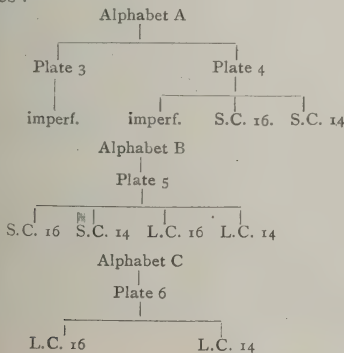 Alphabet A
Plate 3 Plate 4
imperf. imperf. S.C. 16. S.C. 14
Alphabet B
Plate 5
S.C. 16 S.C. 14 L.C. 16 L.C. 14
Alphabet C
Plate 6
L.C. 16 L.C. 14